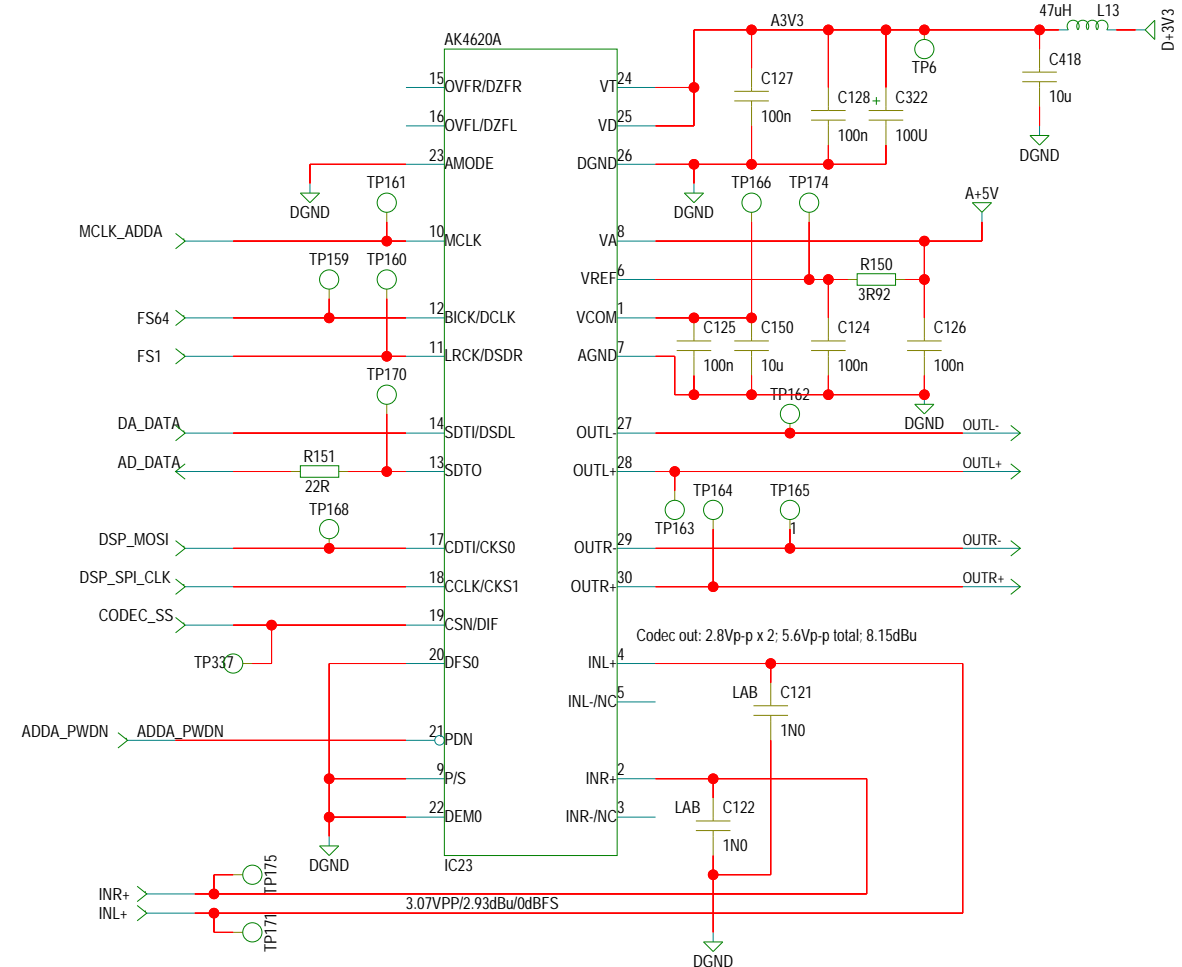 47uH L13
D+3V3
A3V3
AK4620A
TP6
C418
10u
DGND
15 OVFR/DZFR
VT 24
C127
100n
C128
100n
+ C322
100U
16 OVFL/DZFL
VD 25
23 AMODE
DGND 26
DGND
TP161
DGND
TP166
TP174
A+5V
MCLK_ADDA
10 MCLK
VA 8
TP159
TP160
VREF 6
R150
3R92
FS64
12 BICK/DCLK
VCOM 1
C125
100n
C150
10u
C124
100n
C126
100n
FS1
11 LRCK/DSDR
AGND 7
TP170
TP162
DGND
DA_DATA
14 SDTI/DSDL
OUTL- 27
OUTL-
AD_DATA
R151
22R
13 SDTO
OUTL+ 28
OUTL+
TP168
TP163
TP164
TP165
1
DSP_MOSI
17 CDTI/CKS0
OUTR- 29
OUTR-
DSP_SPI_CLK
18 CCLK/CKS1
OUTR+ 30
OUTR+
CODEC_SS
19 CSN/DIF
Codec out: 2.8Vp-p x 2; 5.6Vp-p total; 8.15dBu
TP337
20 DFS0
INL+ 4
LAB C121
1N0
INL-/NC 5
ADDA_PWDN ADDA_PWDN
21 PDN
9 P/S
INR+ 2
LAB C122
1N0
22 DEM0
INR-/NC 3
DGND
IC23
TP175
INR+
INL+
3.07VPP/2.93dBu/0dBFS
TP171
DGND